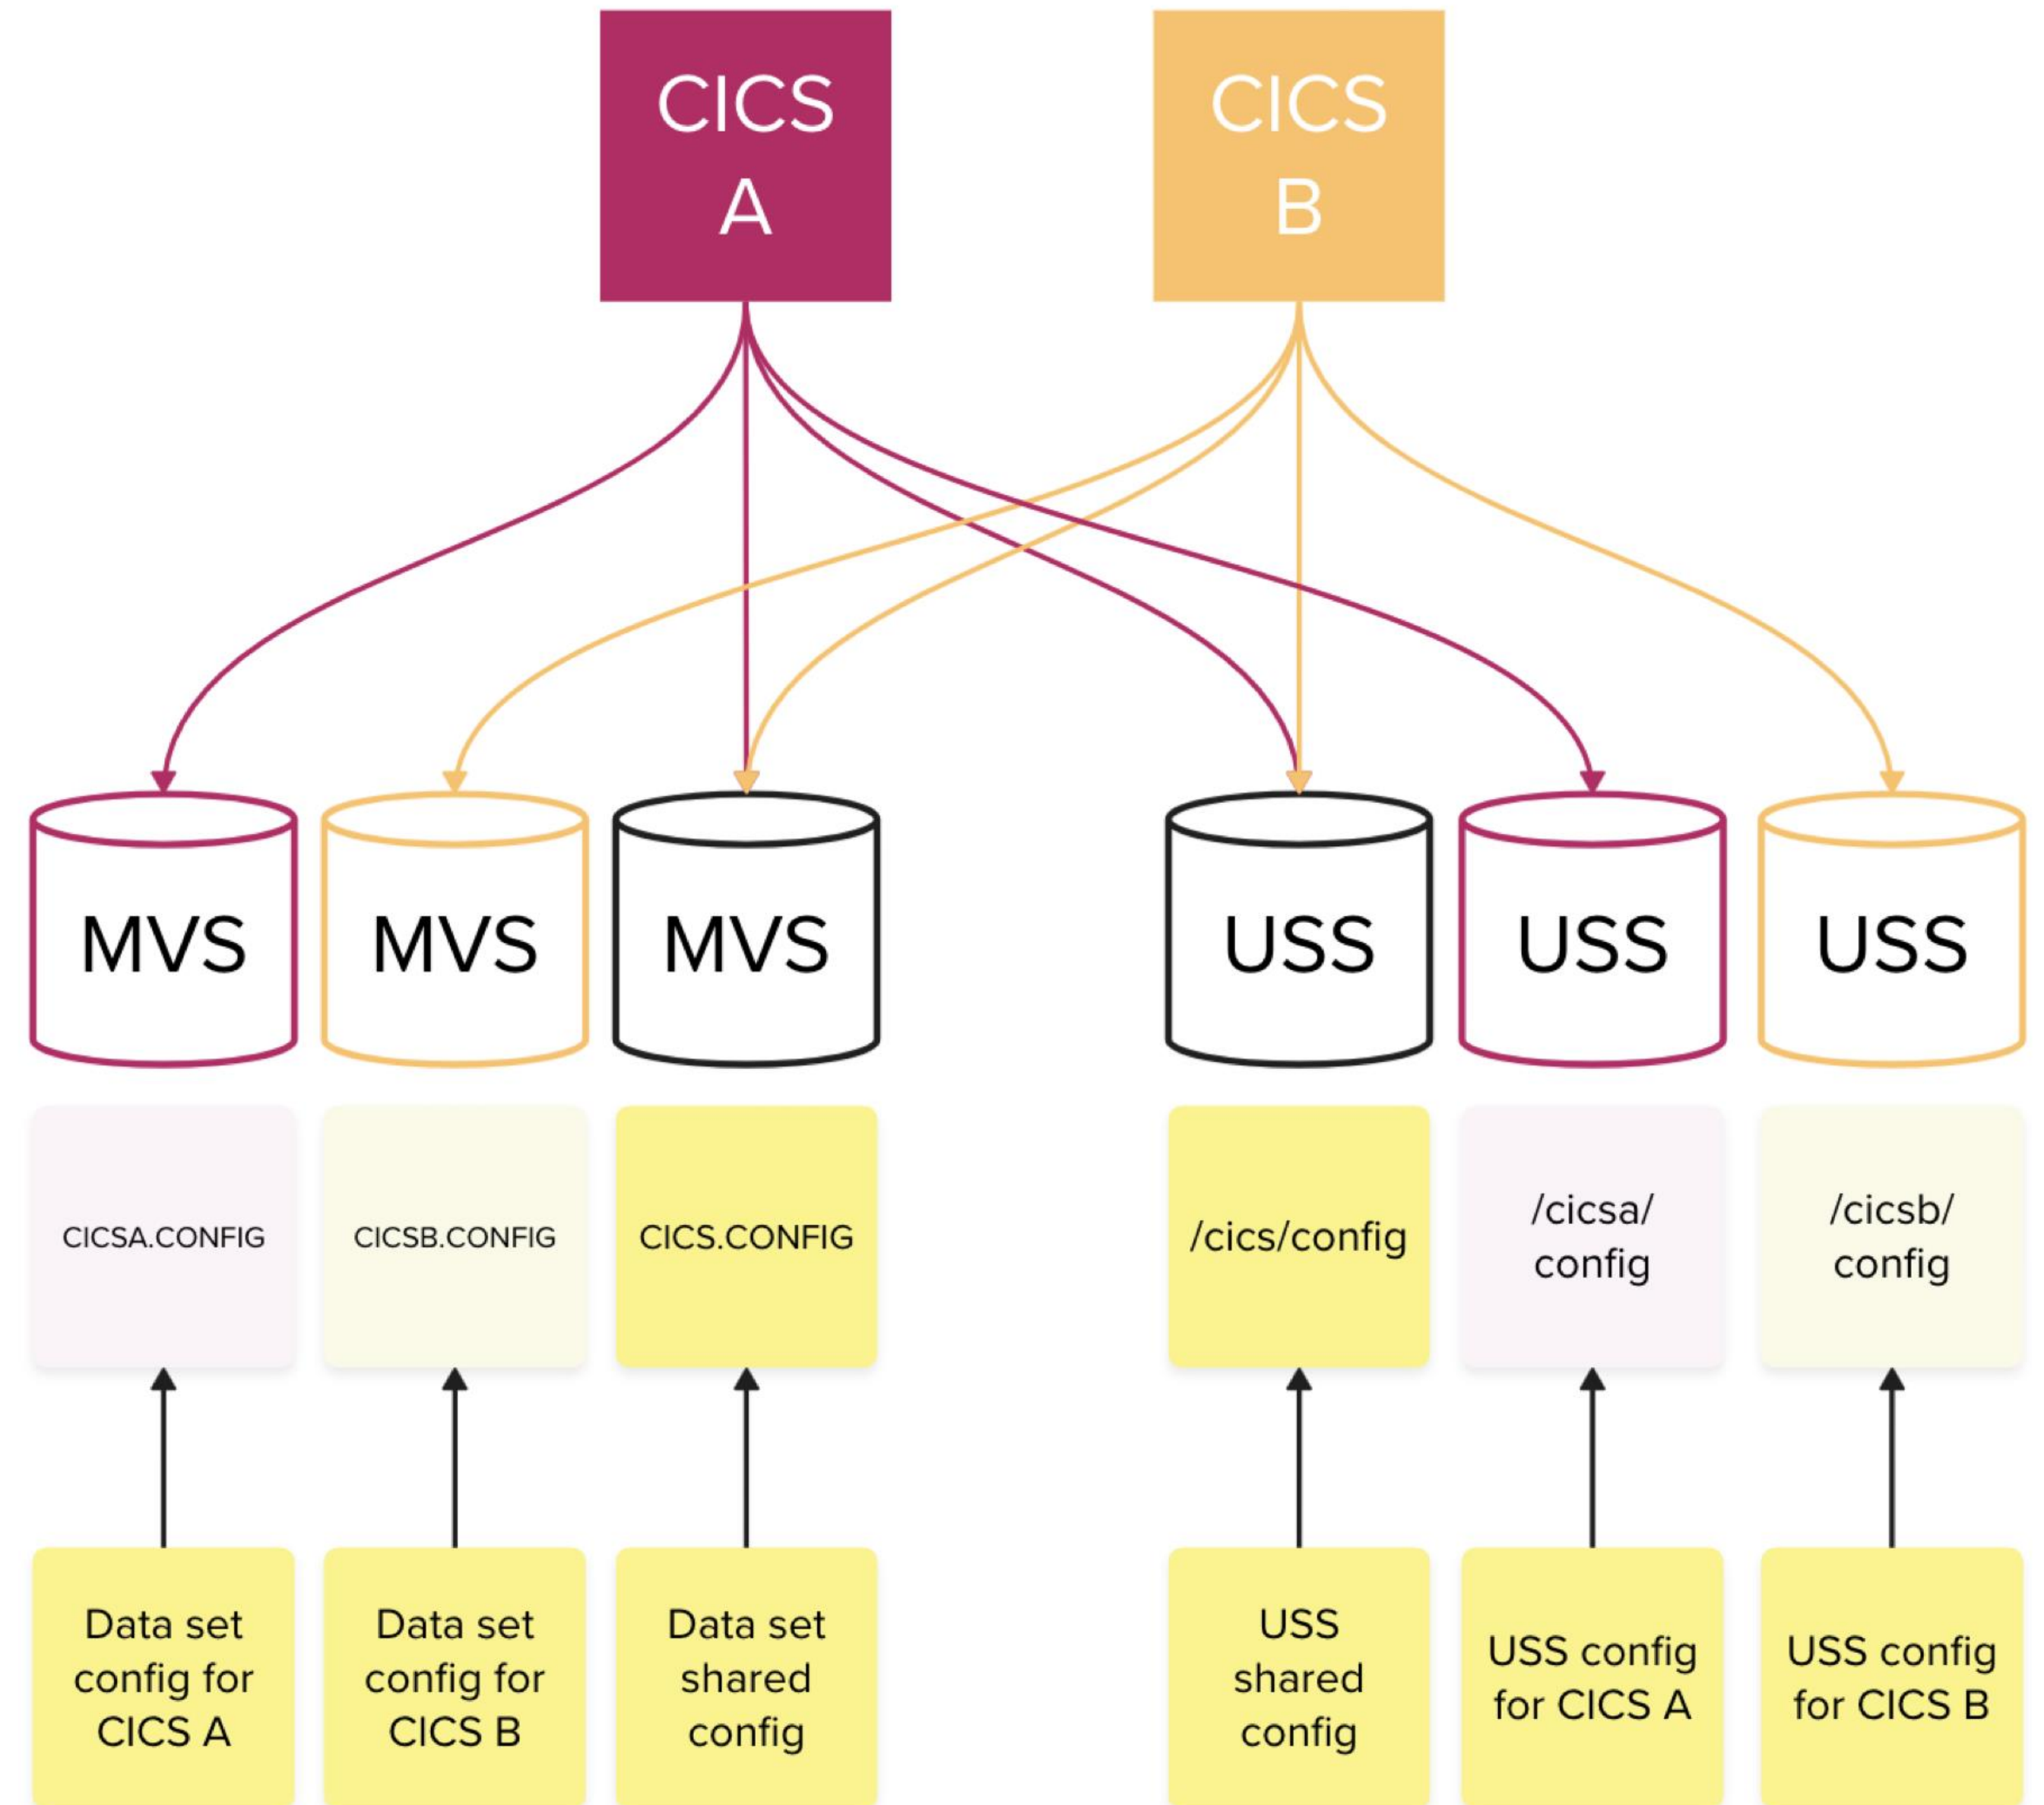 CICS
A
CICS
B
MVS
MVS
MVS
USS
USS
USS
CICSA.CONFIG
CICSB.CONFIG
CICS.CONFIG
/cics/config
/cicsa/
config
/cicsb/
config
Data set
config for
CICS A
Data set
config for
CICS B
Data set
shared
config
USS
shared
config
USS config
for CICS A
USS config
for CICS B